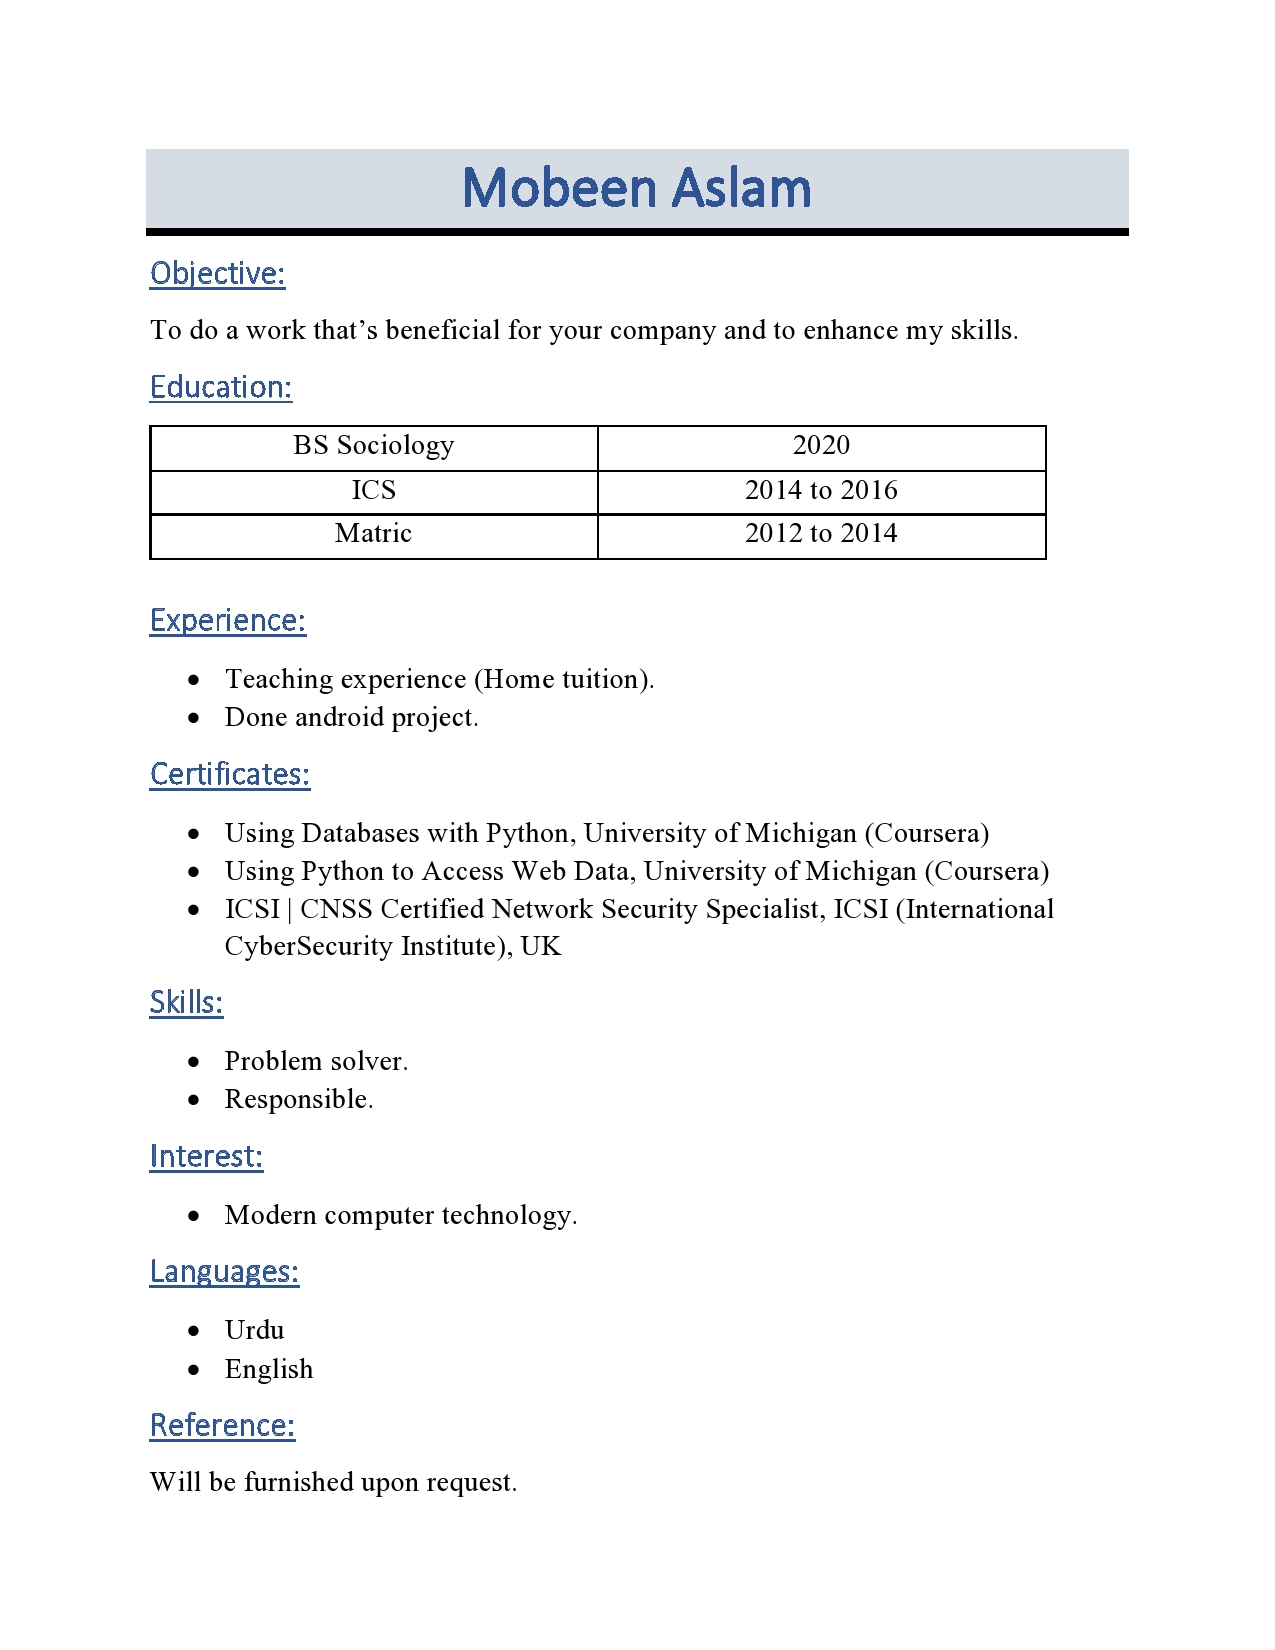 Mobeen Aslam
Objective:
To do a work that’s beneficial for your company and to enhance my skills.
Education:
BS Sociology 2020
ICS 2014 to 2016
Matric 2012 to 2014
Experience:
• Teaching experience (Home tuition).
• Done android project.
Certificates:
• Using Databases with Python, University of Michigan (Coursera)
• Using Python to Access Web Data, University of Michigan (Coursera)
• ICSI | CNSS Certified Network Security Specialist, ICSI (International
CyberSecurity Institute), UK
Skills:
• Problem solver.
• Responsible.
Interest:
• Modern computer technology.
Languages:
• Urdu
• English
Reference:
Will be furnished upon request.